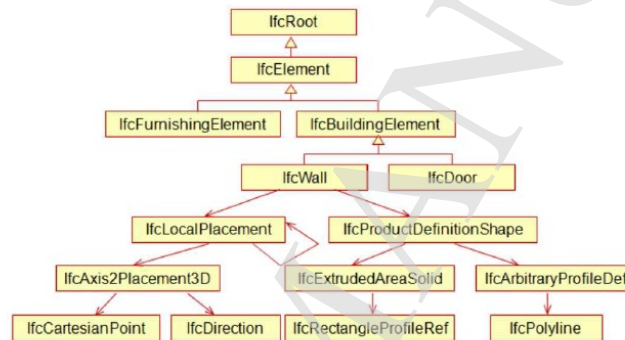 IfcRoot
IfcElement
IfcFurnishingElement
IfcBuildingElement
IfcWall
IfcDoor
IfcLocalPlacement
IfcProductDefinitionShape
IfcAxis2Placement3D
IfcExtrudedAreaSolid
IfcArbitraryProfileDef
IfcCartesianPoint
IfcDirection
IfcRectangleProfileRef
IfcPolyline